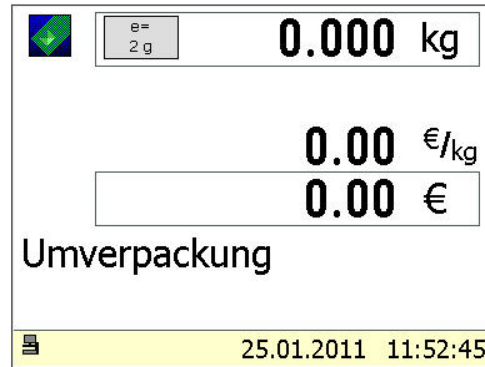 e=
2 g
0.000 kg
0.00 €/kg
0.00 €
Umverpackung
25.01.2011 11:52:45